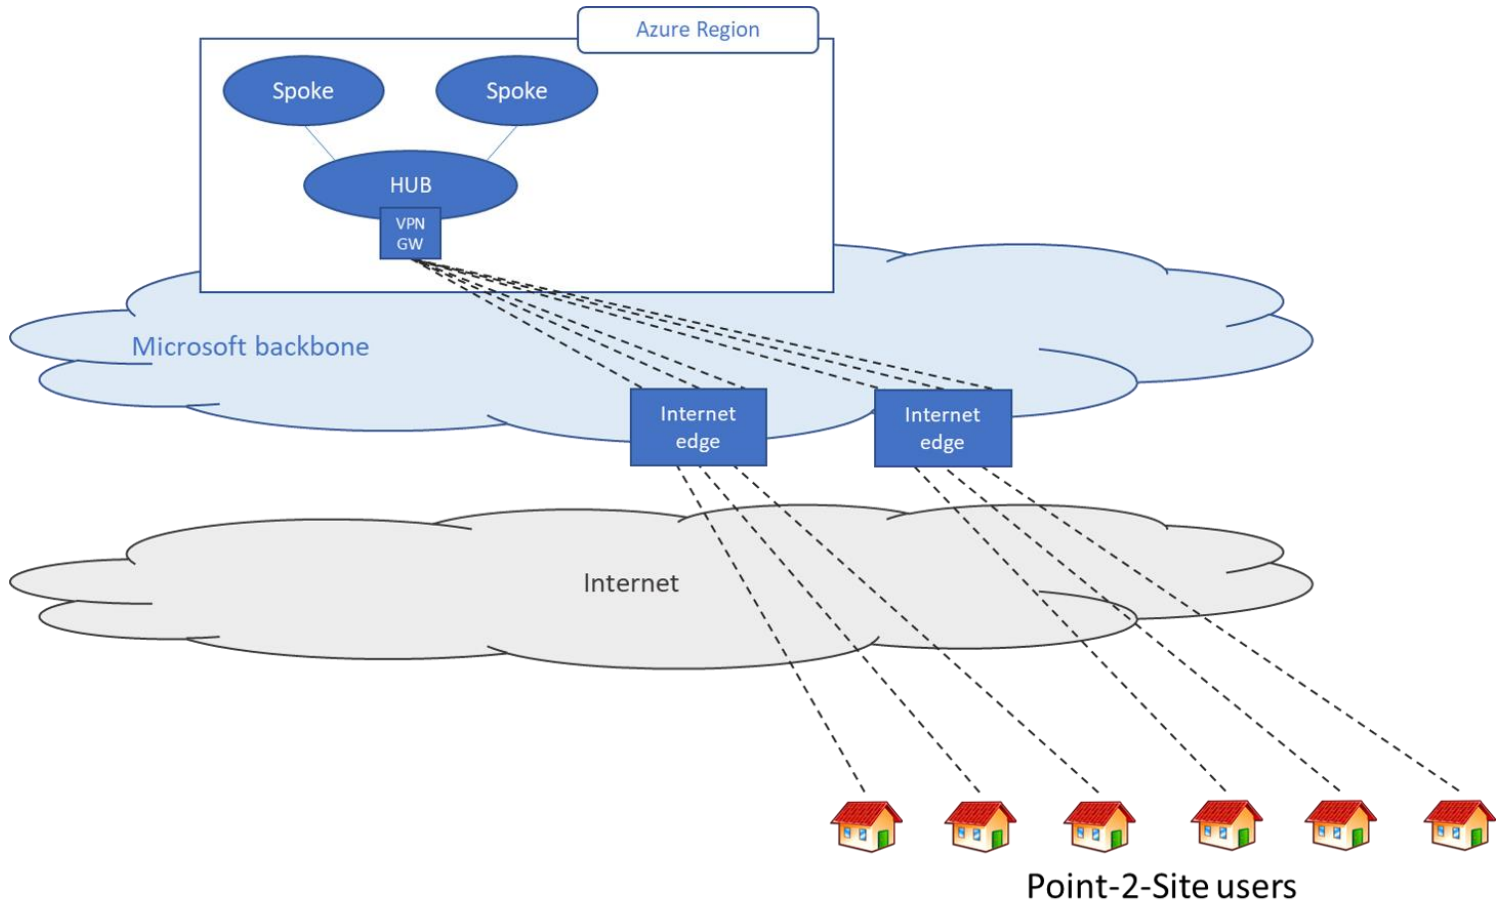 Azure Region
Spoke
Spoke
HUB
VPN
GW
Microsoft backbone
Internet
edge
Internet
edge
Internet
Point-2-Site users